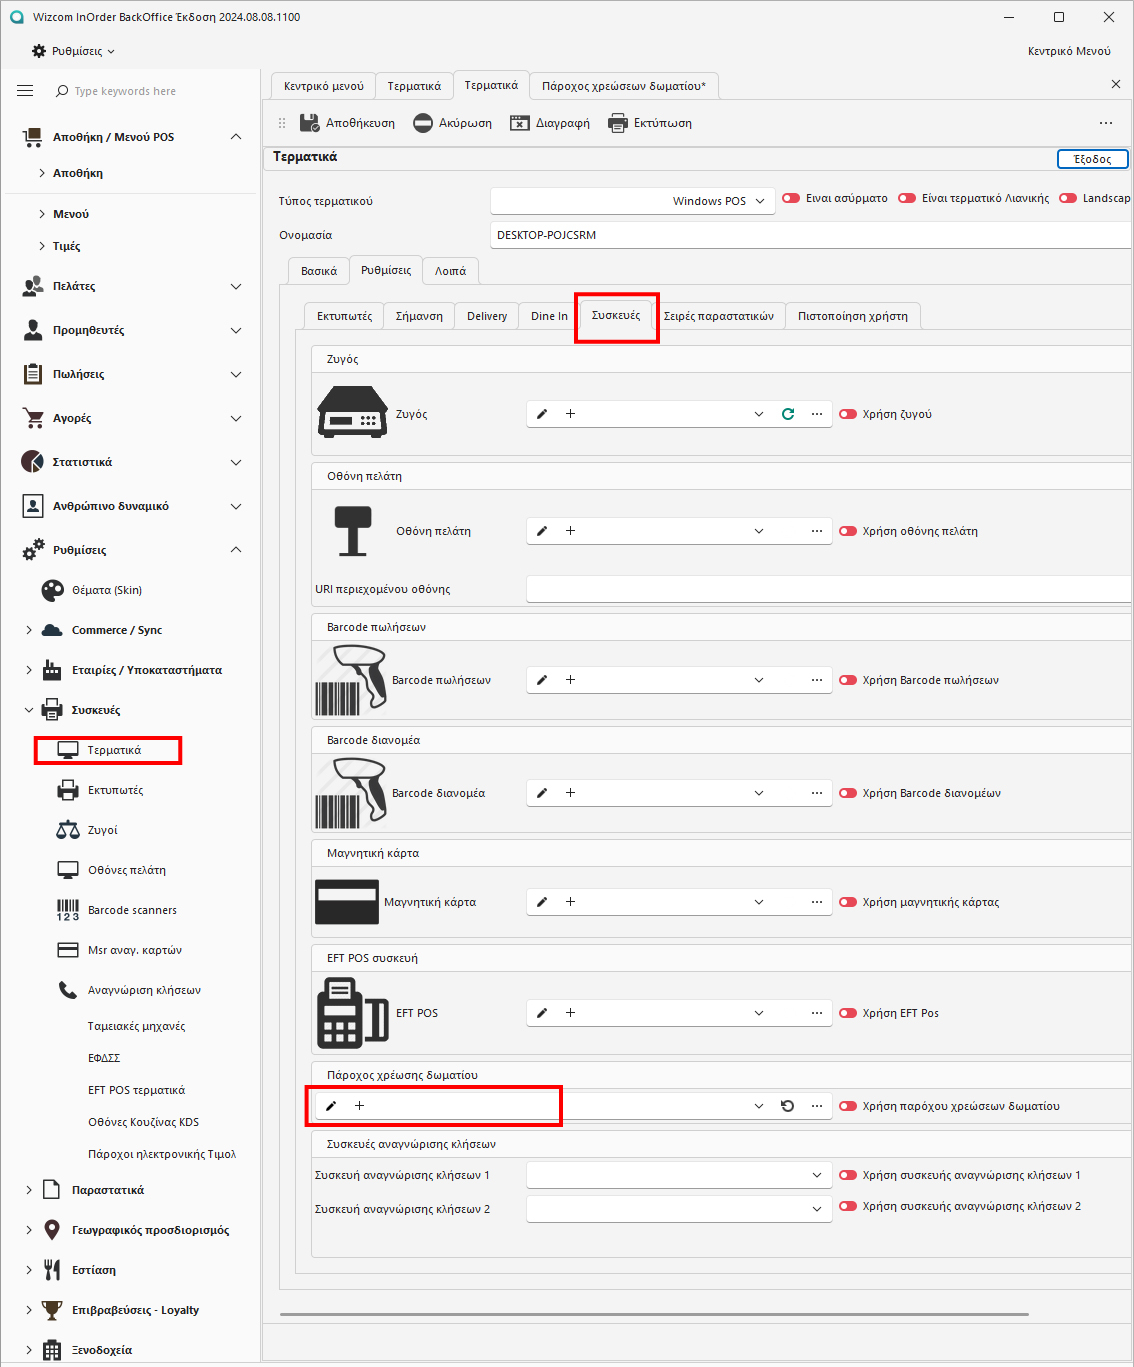 Wizcom InOrder BackOffice Έκδοση 2024.08.08.1100
Ρυθμίσεις
Κεντρικό Μενού
Type keywords here
Αποθήκη / Μενού POS
Αποθήκη
Μενού
Τιμές
Πελάτες
Προμηθευτές
Πωλήσεις
Αγορές
Στατιστικά
Ανθρώπινο δυναμικό
Ρυθμίσεις
Θέματα (Skin)
Commerce / Sync
Εταιρίες / Υποκαταστήματα
Συσκευές
Τερματικά
Εκτυπωτές
Ζυγοί
Οθόνες πελάτη
Barcode scanners
Msr αναγ. καρτών
Αναγνώριση κλήσεων
Ταμειακές μηχανές
ΕΦΔΣΣ
EFT POS τερματικά
Οθόνες Κουζίνας KDS
Πάροχοι ηλεκτρονικής Τιμολ
Παραστατικά
Γεωγραφικός προσδιορισμός
Εστίαση
Επιβραβεύσεις - Loyalty
Ξενοδοχεία
Κεντρικό μενού Τερματικά Τερματικά Πάροχος χρεώσεων δωματίου*
Αποθήκευση Ακύρωση Διαγραφή Εκτύπωση
Τερματικά
Έξοδος
Τύπος τερματικού Windows POS Ειναι ασύρματο Είναι τερματικό Λιανικής Landscap
Ονομασία DESKTOP-POJCSRM
Βασικά Ρυθμίσεις Λοιπά
Εκτυπωτές Σήμανση Delivery Dine In Συσκευές Σειρές παραστατικών Πιστοποίηση χρήστη
Ζυγός
Ζυγός Χρήση ζυγού
Οθόνη πελάτη
Οθόνη πελάτη Χρήση οθόνης πελάτη
URI περιεχομένου οθόνης
Barcode πωλήσεων
Barcode πωλήσεων Χρήση Barcode πωλήσεων
Barcode διανομέα
Barcode διανομέα Χρήση Barcode διανομέων
Μαγνητική κάρτα
Μαγνητική κάρτα Χρήση μαγνητικής κάρτας
EFT POS συσκευή
EFT POS Χρήση EFT Pos
Πάροχος χρέωσης δωματίου
Χρήση παρόχου χρεώσεων δωματίου
Συσκευές αναγνώρισης κλήσεων
Συσκευή αναγνώρισης κλήσεων 1 Χρήση συσκευής αναγνώρισης κλήσεων 1
Συσκευή αναγνώρισης κλήσεων 2 Χρήση συσκευής αναγνώρισης κλήσεων 2